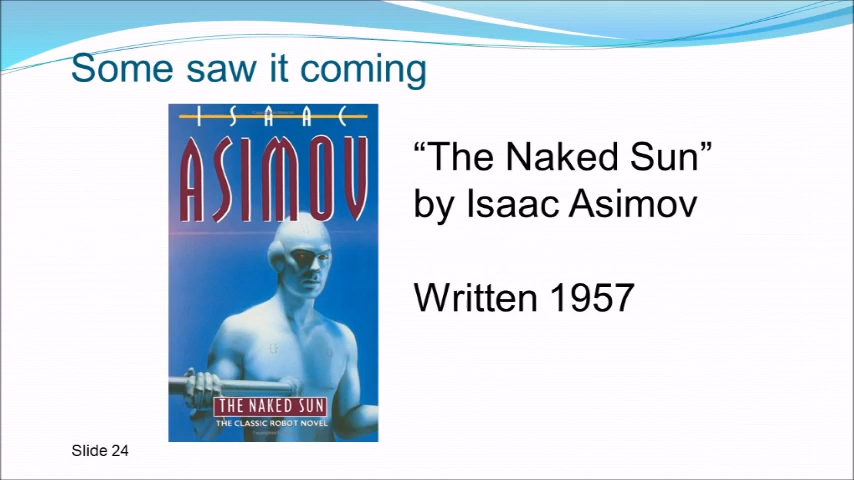 Some saw it coming
ISAAC
ASIMOV
THE NAKED SUN
THE CLASSIC ROBOT NOVEL
“The Naked Sun”
by Isaac Asimov
Written 1957
Slide 24